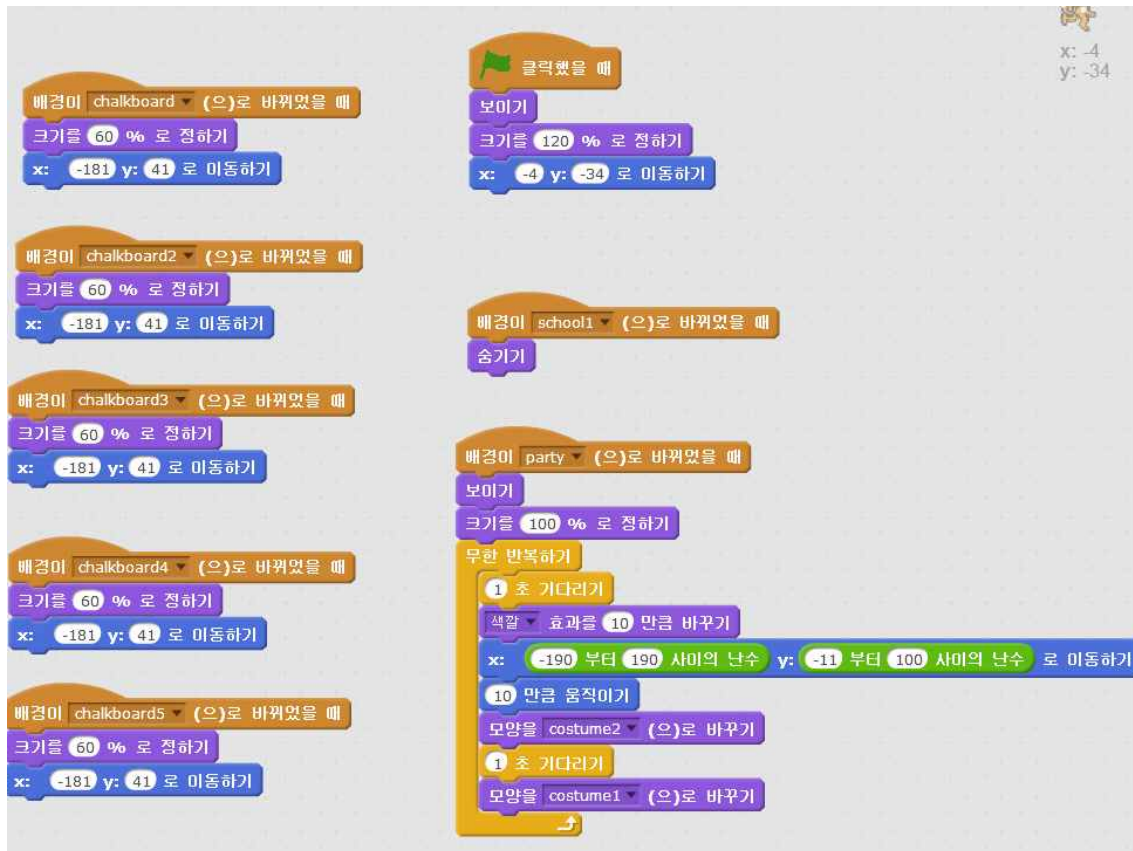 배경이 chalkboard (으)로 바뀌었을 때
크기를 60 % 로 정하기
x: -181 y: 41 로 이동하기
배경이 chalkboard2 (으)로 바뀌었을 때
크기를 60 % 로 정하기
x: -181 y: 41 로 이동하기
배경이 chalkboard3 (으)로 바뀌었을 때
크기를 60 % 로 정하기
x: -181 y: 41 로 이동하기
배경이 chalkboard4 (으)로 바뀌었을 때
크기를 60 % 로 정하기
x: -181 y: 41 로 이동하기
배경이 chalkboard5 (으)로 바뀌었을 때
크기를 60 % 로 정하기
x: -181 y: 41 로 이동하기
클릭했을 때
보이기
크기를 120 % 로 정하기
x: -4 y: -34 로 이동하기
배경이 school1 (으)로 바뀌었을 때
숨기기
배경이 party (으)로 바뀌었을 때
보이기
크기를 100 % 로 정하기
무한 반복하기
1 초 기다리기
색깔 효과를 10 만큼 바꾸기
x: -190 부터 190 사이의 난수 y: -11 부터 100 사이의 난수 로 이동하기
10 만큼 움직이기
모양을 costume2 (으)로 바꾸기
1 초 기다리기
모양을 costume1 (으)로 바꾸기
x: -4
y: -34